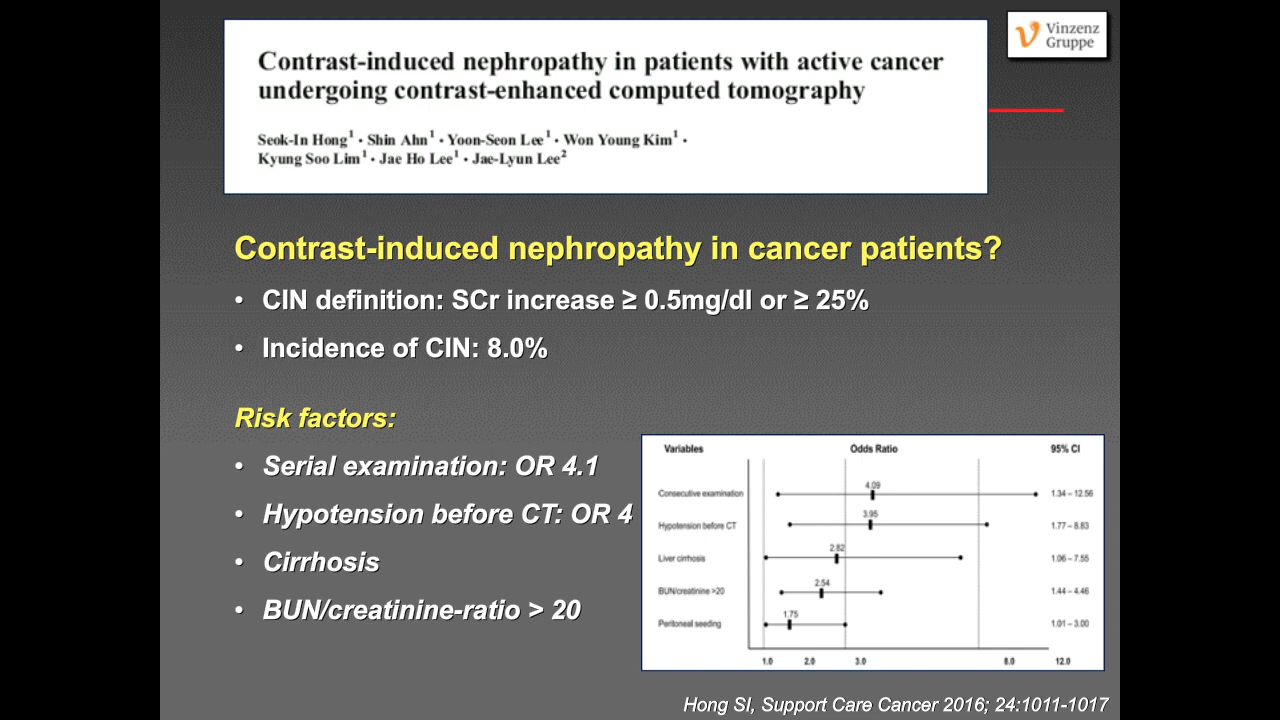 Vinzenz
Gruppe
Contrast-induced nephropathy in patients with active cancer
undergoing contrast-enhanced computed tomography
Seok-In Hong1 · Shin Ahn1 · Yoon-Seon Lee1 · Won Young Kim1 ·
Kyung Soo Lim1 · Jae Ho Lee1 · Jae-Lyun Lee2
Contrast-induced nephropathy in cancer patients?
• CIN definition: SCr increase ≥ 0.5mg/dl or ≥ 25%
• Incidence of CIN: 8.0%
Risk factors:
• Serial examination: OR 4.1
• Hypotension before CT: OR 4
• Cirrhosis
• BUN/creatinine-ratio > 20
Variables Odds Ratio 95% CI
Consecutive examination 4.09 1.34–12.56
Hypotension before CT 3.95 1.77–8.83
Liver cirrhosis 2.82 1.06–7.55
BUN/creatinine >20 2.54 1.44–4.46
Peritoneal seeding 1.75 1.01–3.00
1.0 2.0 3.0 8.0 12.0
Hong SI, Support Care Cancer 2016; 24:1011-1017